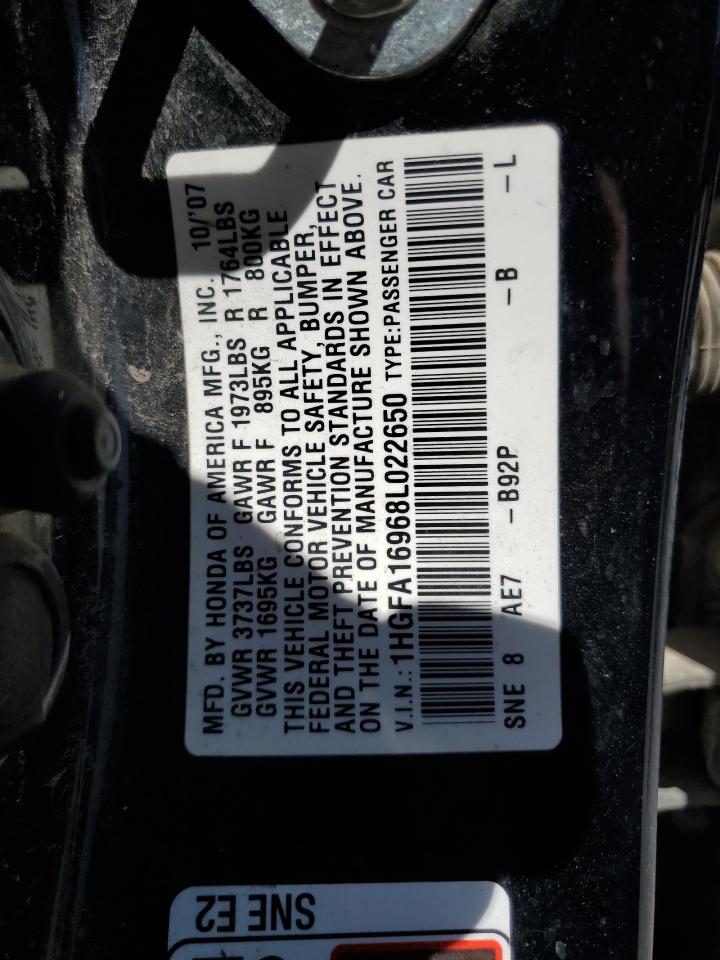 MFD. BY HONDA OF AMERICA MFG., INC. 10/'07
GVWR 3737LBS GAWR F 1973LBS R 1764LBS
GVWR 1695KG GAWR F 895KG R 800KG
THIS VEHICLE CONFORMS TO ALL APPLICABLE
FEDERAL MOTOR VEHICLE SAFETY, BUMPER,
AND THEFT PREVENTION STANDARDS IN EFFECT
ON THE DATE OF MANUFACTURE SHOWN ABOVE.
V.I.N.: 1HGFA16968L022650 TYPE:PASSENGER CAR
SNE 8 AE7 -B92P -B -L
SNE E2